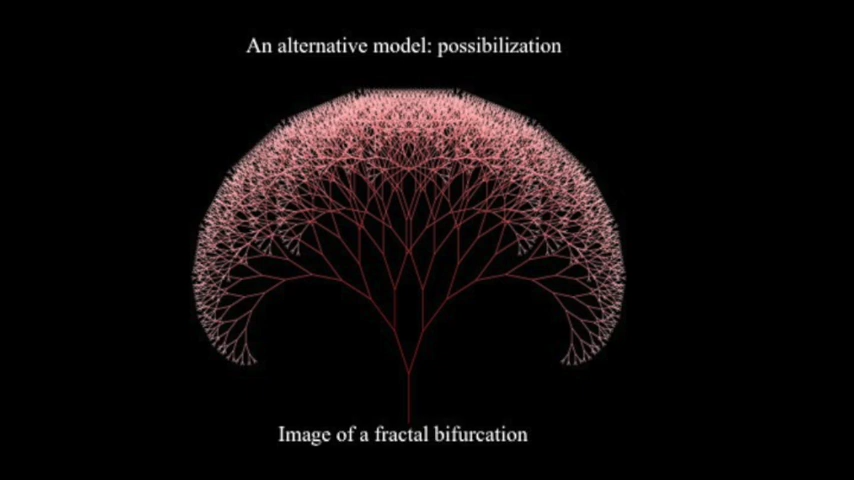 An alternative model: possibilization
Image of a fractal bifurcation